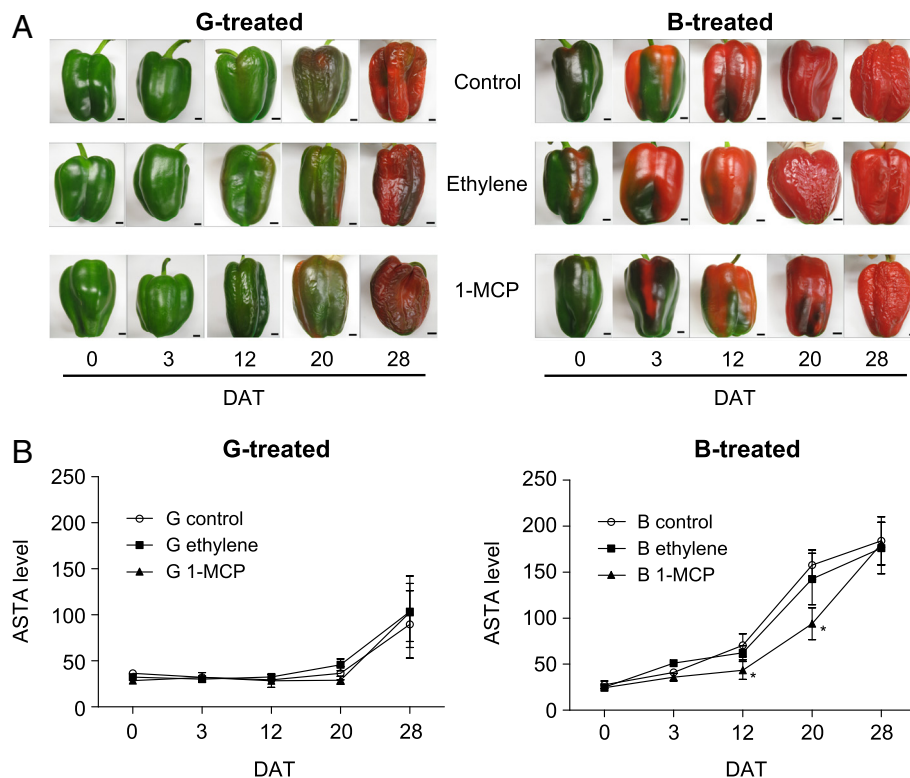 A
G-treated
B-treated
Control
Ethylene
1-MCP
0 3 12 20 28
DAT
0 3 12 20 28
DAT
B
G-treated
250
200
150
100
50
0
ASTA level
G control
G ethylene
G 1-MCP
0 3 12 20 28
DAT
B-treated
250
200
150
100
50
0
ASTA level
B control
B ethylene
B 1-MCP
*
*
0 3 12 20 28
DAT